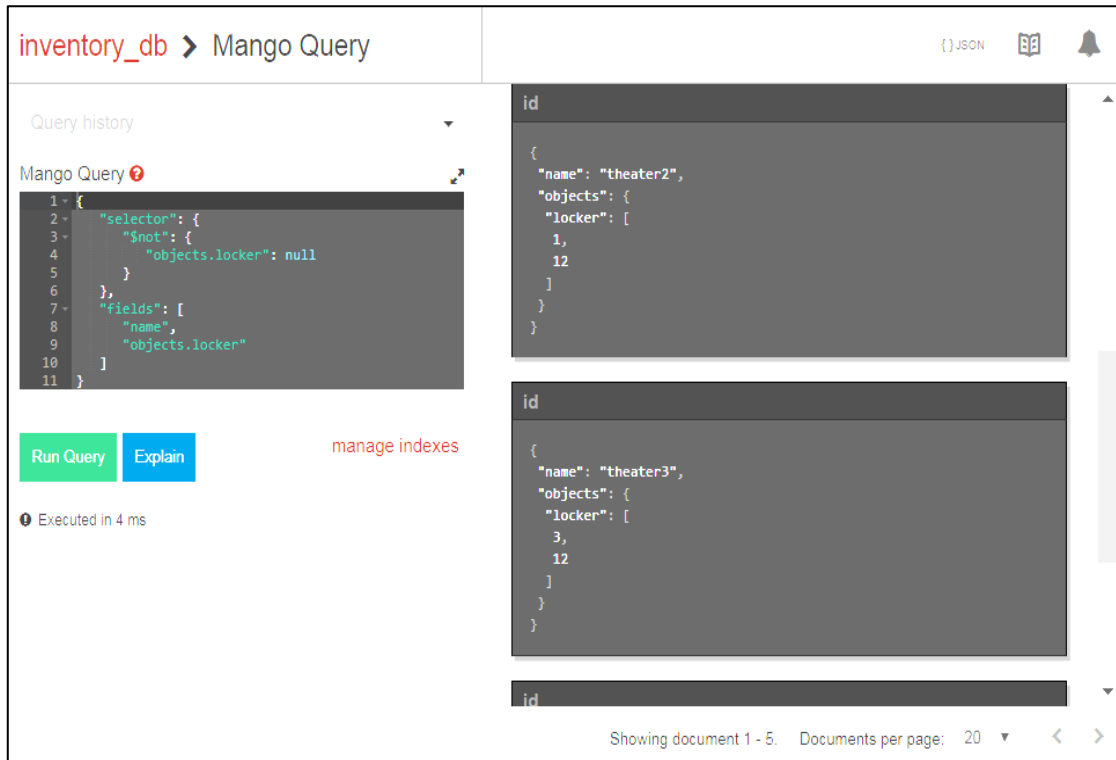 inventory_db > Mango Query
{ } JSON
Query history
Mango Query ?
1 {
2 "selector": {
3 "$not": {
4 "objects.locker": null
5 }
6 },
7 "fields": [
8 "name",
9 "objects.locker"
10 ]
11 }
Run Query
Explain
manage indexes
Executed in 4 ms
id
{
"name": "theater2",
"objects": {
"locker": [
1,
12
]
}
}
id
{
"name": "theater3",
"objects": {
"locker": [
3,
12
]
}
}
id
Showing document 1 - 5.
Documents per page: 20